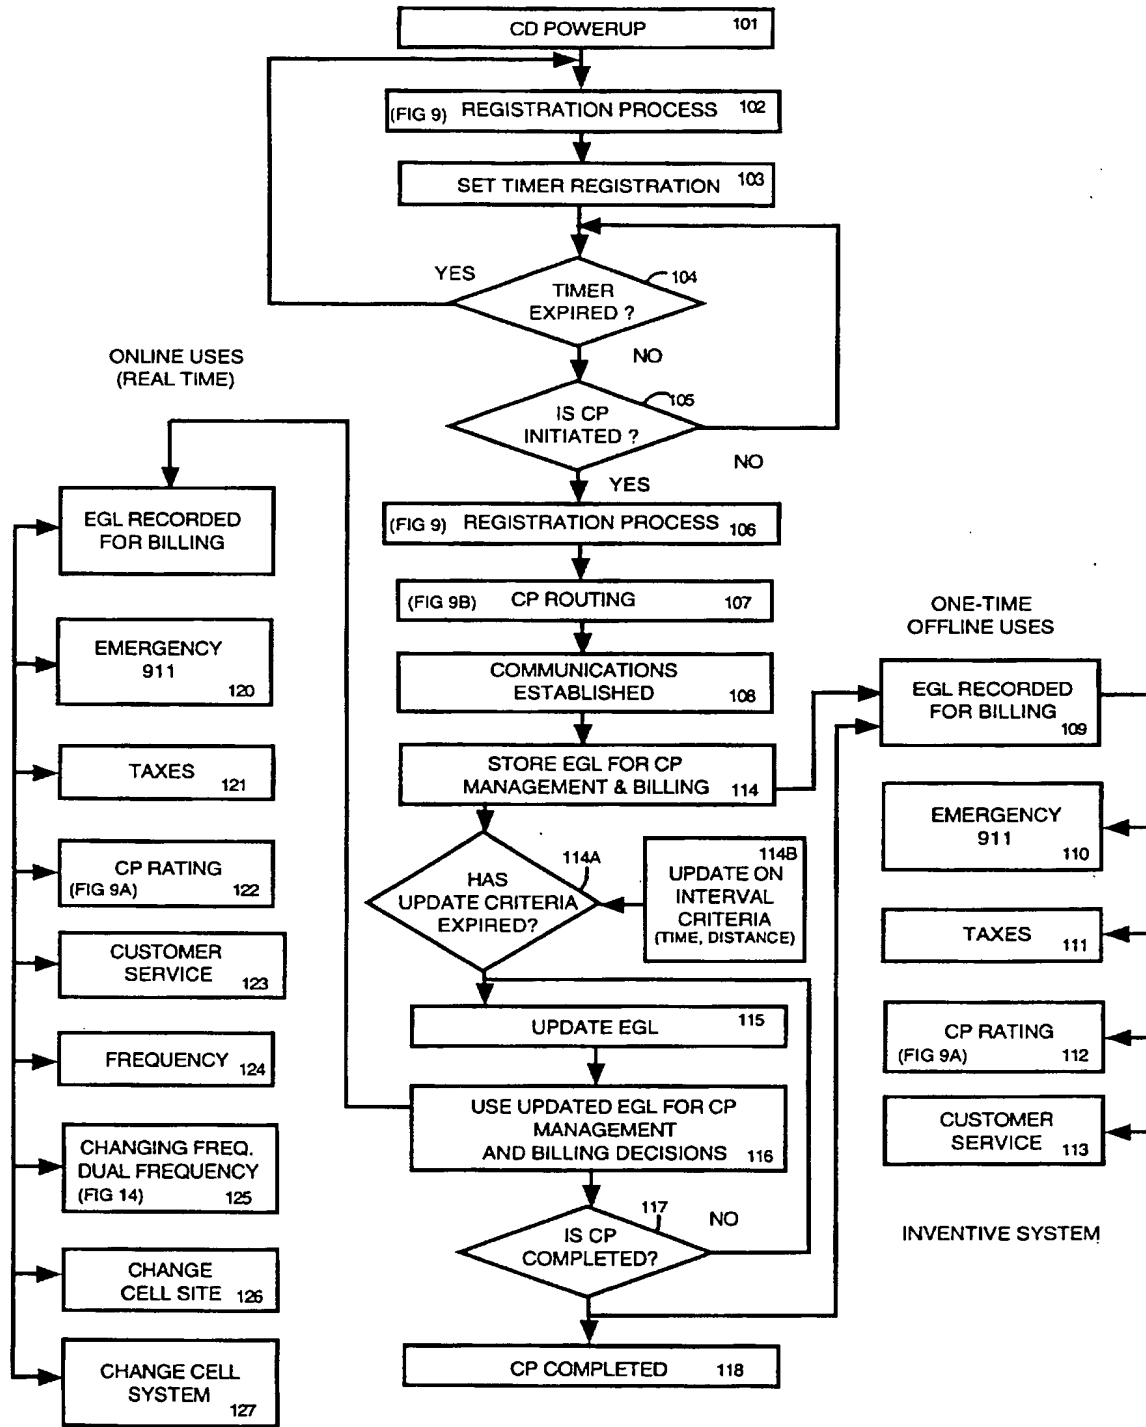 CD POWERUP 101
(FIG 9) REGISTRATION PROCESS 102
SET TIMER REGISTRATION 103
YES
104
TIMER
EXPIRED ?
NO
105
IS CP
INITIATED ?
NO
YES
(FIG 9) REGISTRATION PROCESS 106
(FIG 9B) CP ROUTING 107
COMMUNICATIONS
ESTABLISHED 108
STORE EGL FOR CP
MANAGEMENT & BILLING 114
114A
HAS
UPDATE CRITERIA
EXPIRED?
114B
UPDATE ON
INTERVAL
CRITERIA
(TIME, DISTANCE)
UPDATE EGL 115
USE UPDATED EGL FOR CP
MANAGEMENT
AND BILLING DECISIONS 116
117
NO
IS CP
COMPLETED?
CP COMPLETED 118
ONLINE USES
(REAL TIME)
EGL RECORDED
FOR BILLING
EMERGENCY
911
120
TAXES
121
CP RATING
(FIG 9A) 122
CUSTOMER
SERVICE
123
FREQUENCY
124
CHANGING FREQ.
DUAL FREQUENCY
(FIG 14) 125
CHANGE
CELL SITE 126
CHANGE CELL
SYSTEM
127
ONE-TIME
OFFLINE USES
EGL RECORDED
FOR BILLING
109
EMERGENCY
911
110
TAXES
111
CP RATING
(FIG 9A) 112
CUSTOMER
SERVICE
113
INVENTIVE SYSTEM